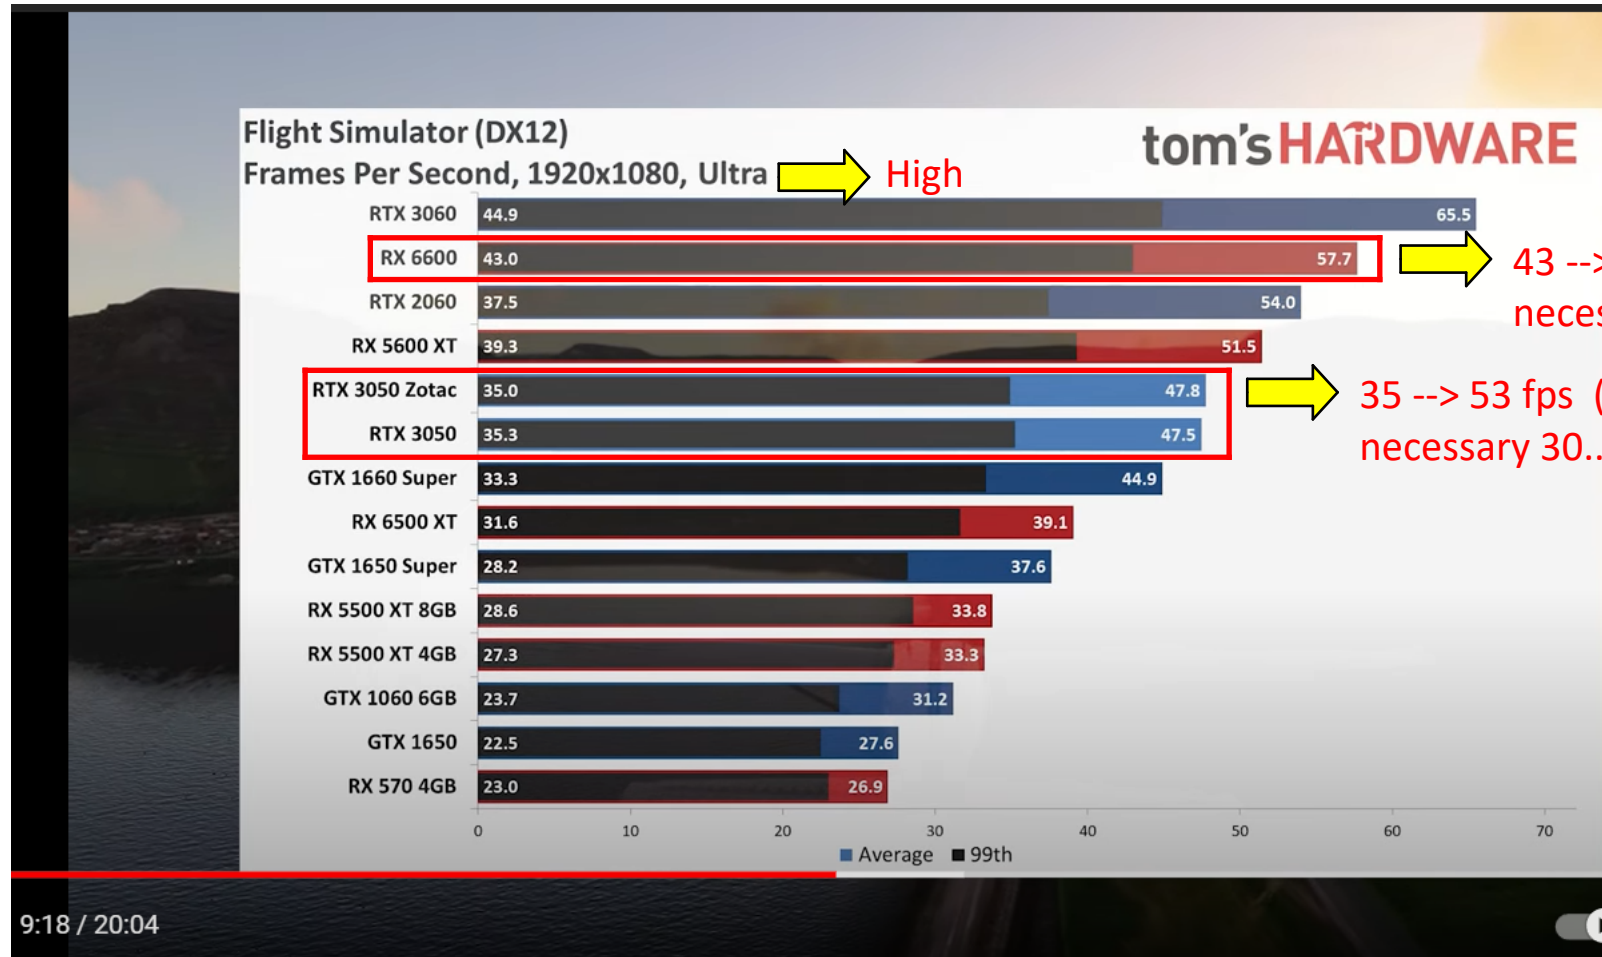 Flight Simulator (DX12)
tom's HARDWARE
Frames Per Second, 1920x1080, Ultra
High
RTX 3060 44.9 65.5
RX 6600 43.0 57.7
43 -->
RTX 2060 37.5 54.0
neces
RX 5600 XT 39.3 51.5
RTX 3050 Zotac 35.0 47.8
35 --> 53 fps (
RTX 3050 35.3 47.5
necessary 30..
GTX 1660 Super 33.3 44.9
RX 6500 XT 31.6 39.1
GTX 1650 Super 28.2 37.6
RX 5500 XT 8GB 28.6 33.8
RX 5500 XT 4GB 27.3 33.3
GTX 1060 6GB 23.7 31.2
GTX 1650 22.5 27.6
RX 570 4GB 23.0 26.9
0 10 20 30 40 50 60 70
Average 99th
9:18 / 20:04